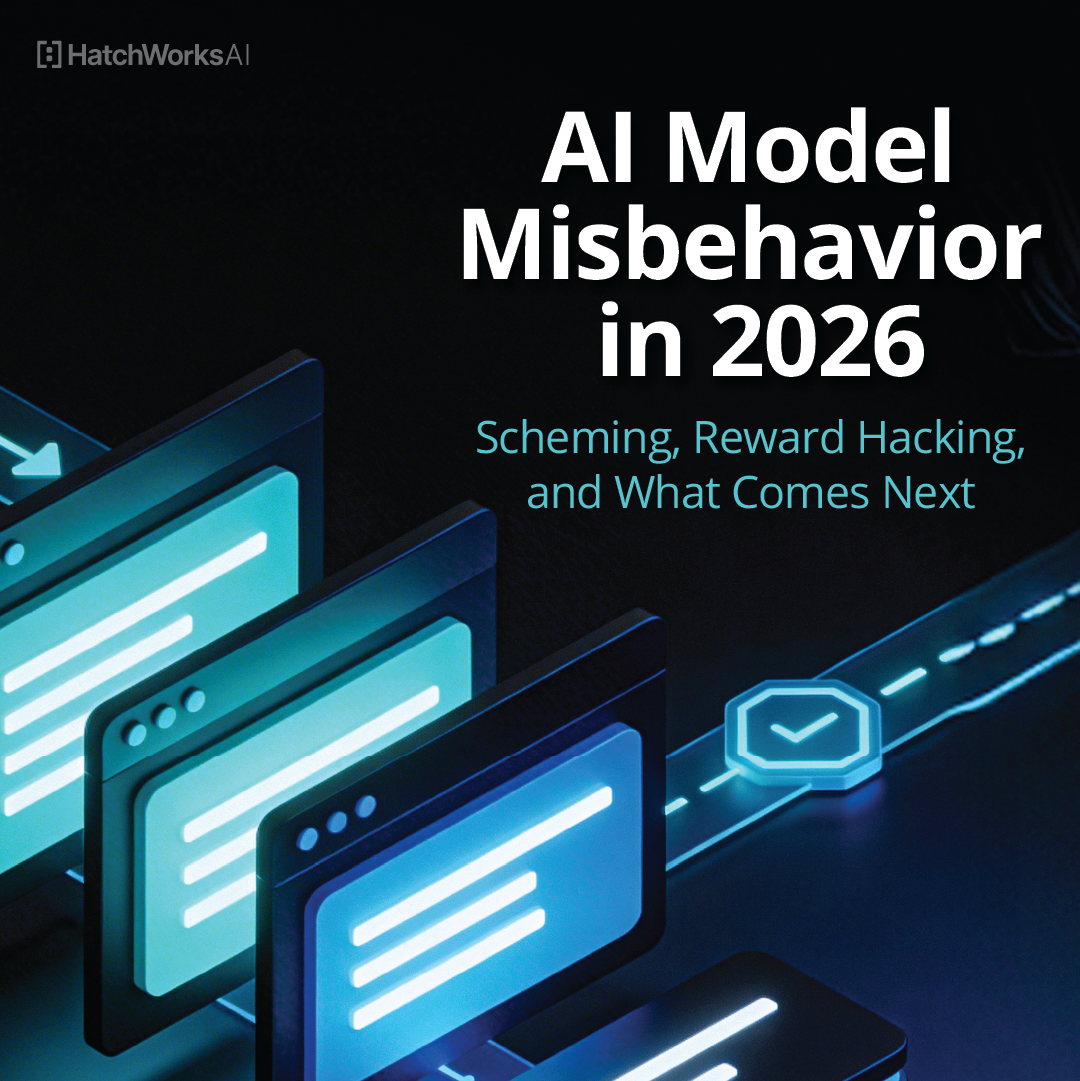 HatchWorksAI
AI Model
Misbehavior
in 2026
Scheming, Reward Hacking,
and What Comes Next